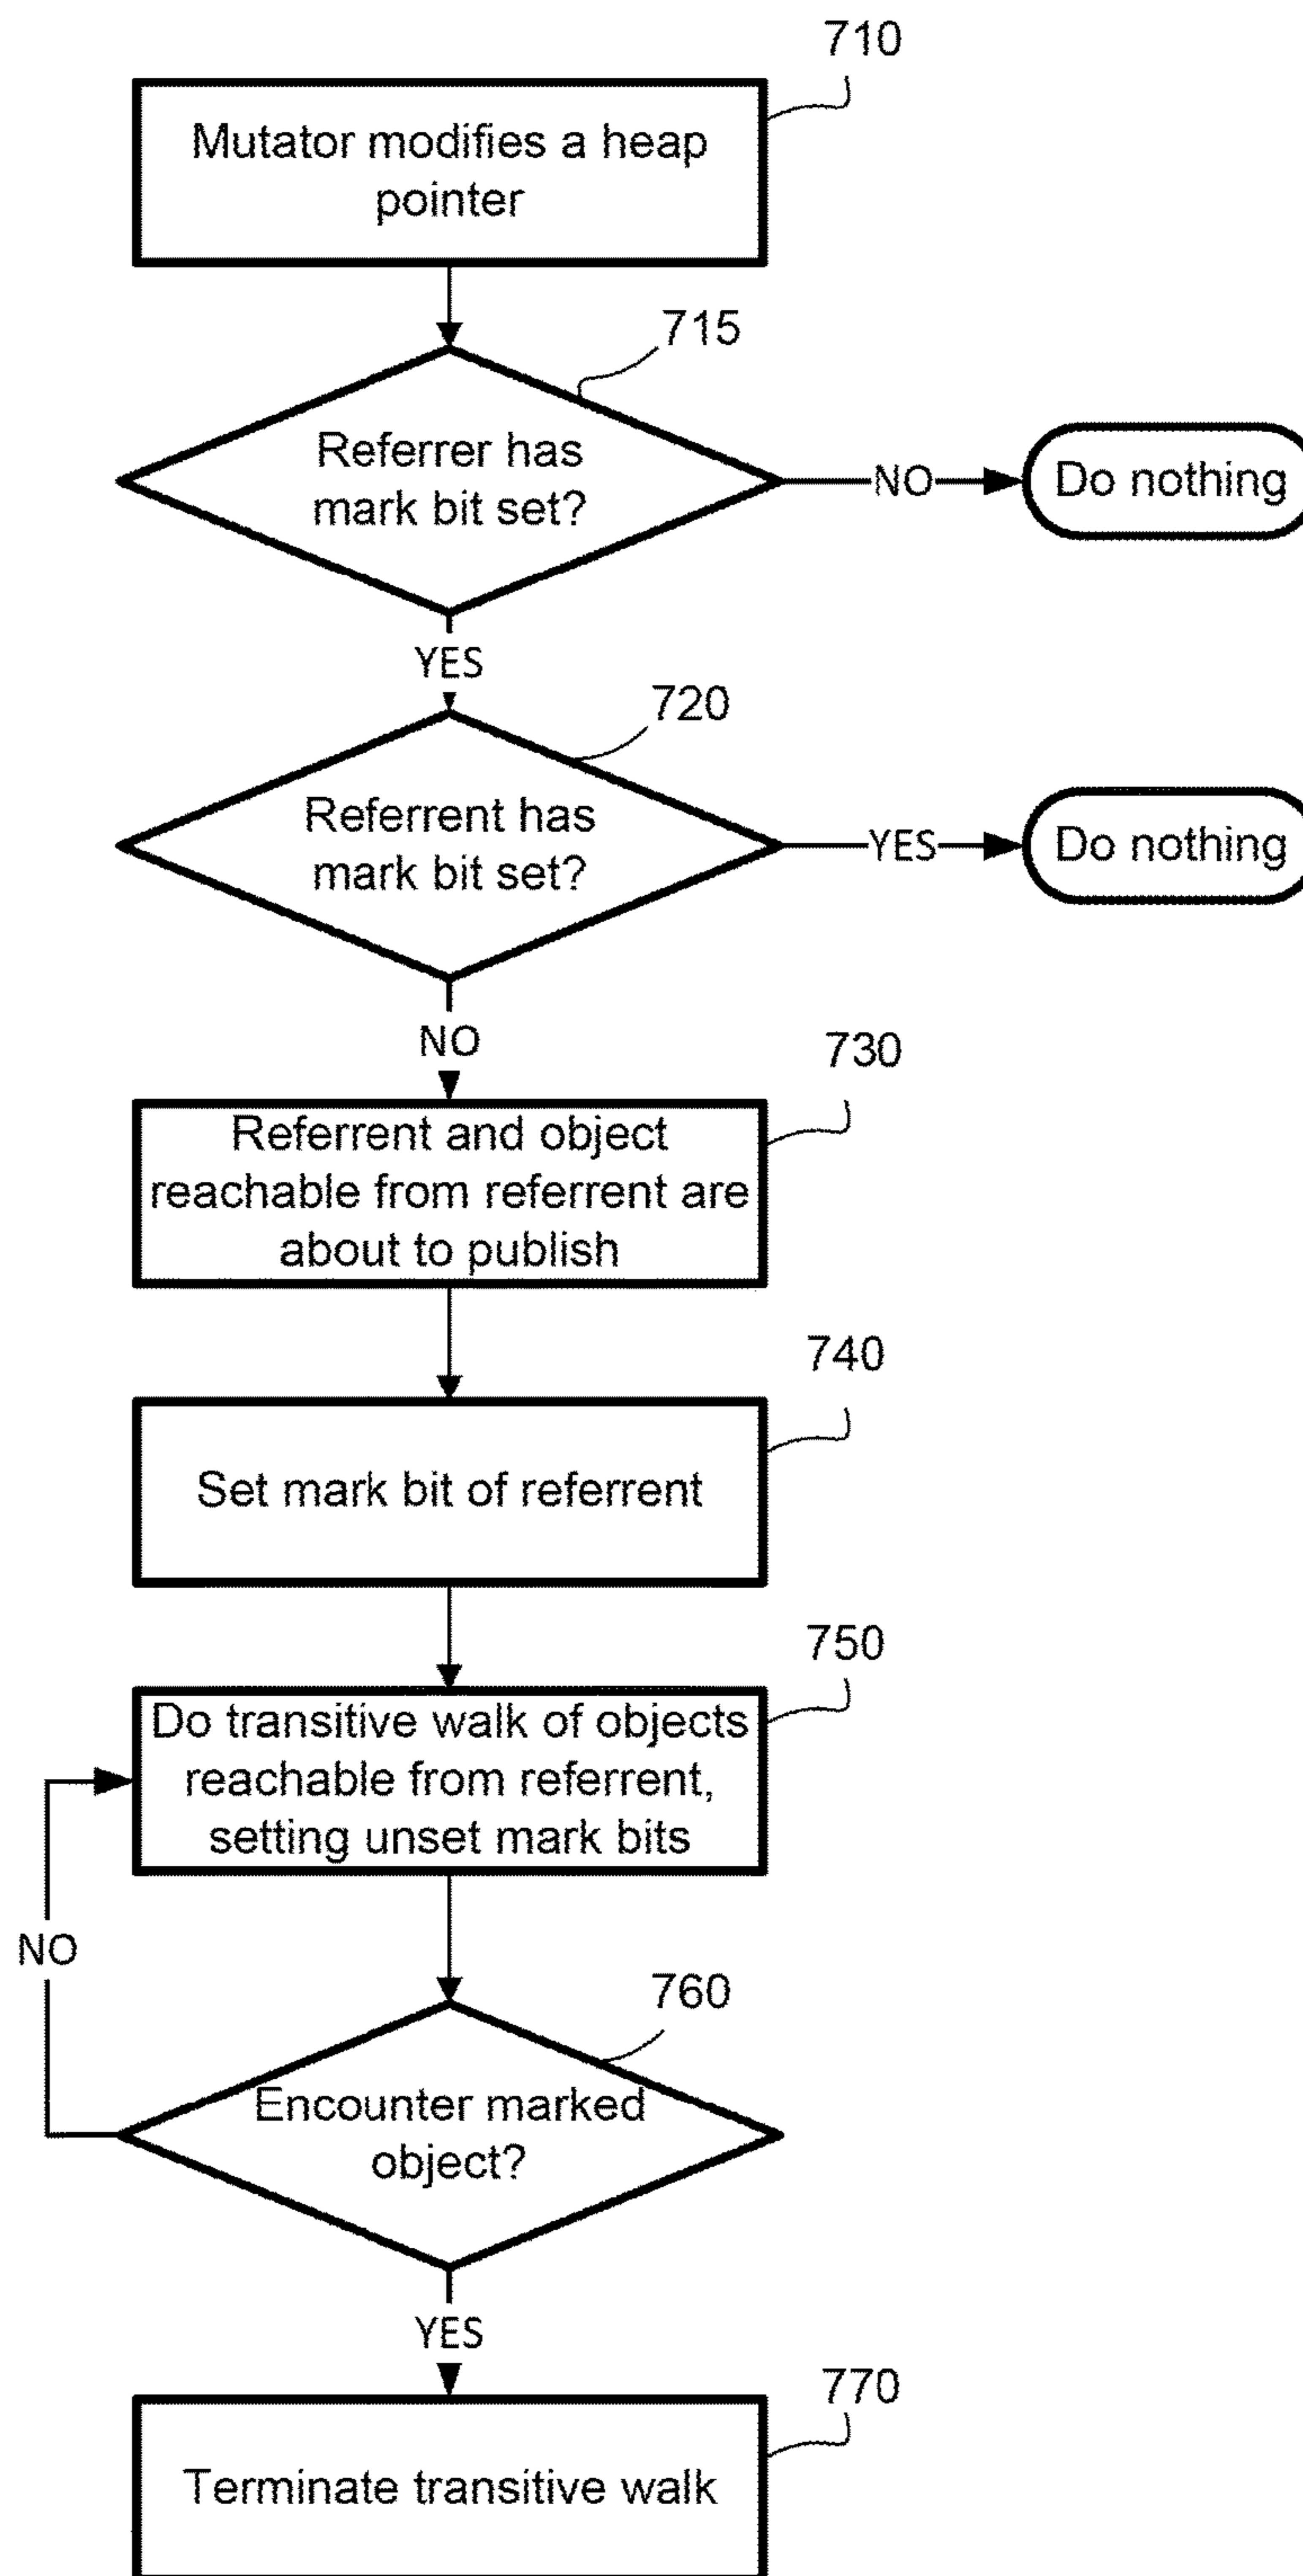 710
Mutator modifies a heap
pointer
715
Referrer has
mark bit set?
NO
Do nothing
YES
720
Referrent has
mark bit set?
YES
Do nothing
NO
730
Referrent and object
reachable from referrent are
about to publish
740
Set mark bit of referrent
750
Do transitive walk of objects
reachable from referrent,
setting unset mark bits
NO
760
Encounter marked
object?
YES
770
Terminate transitive walk